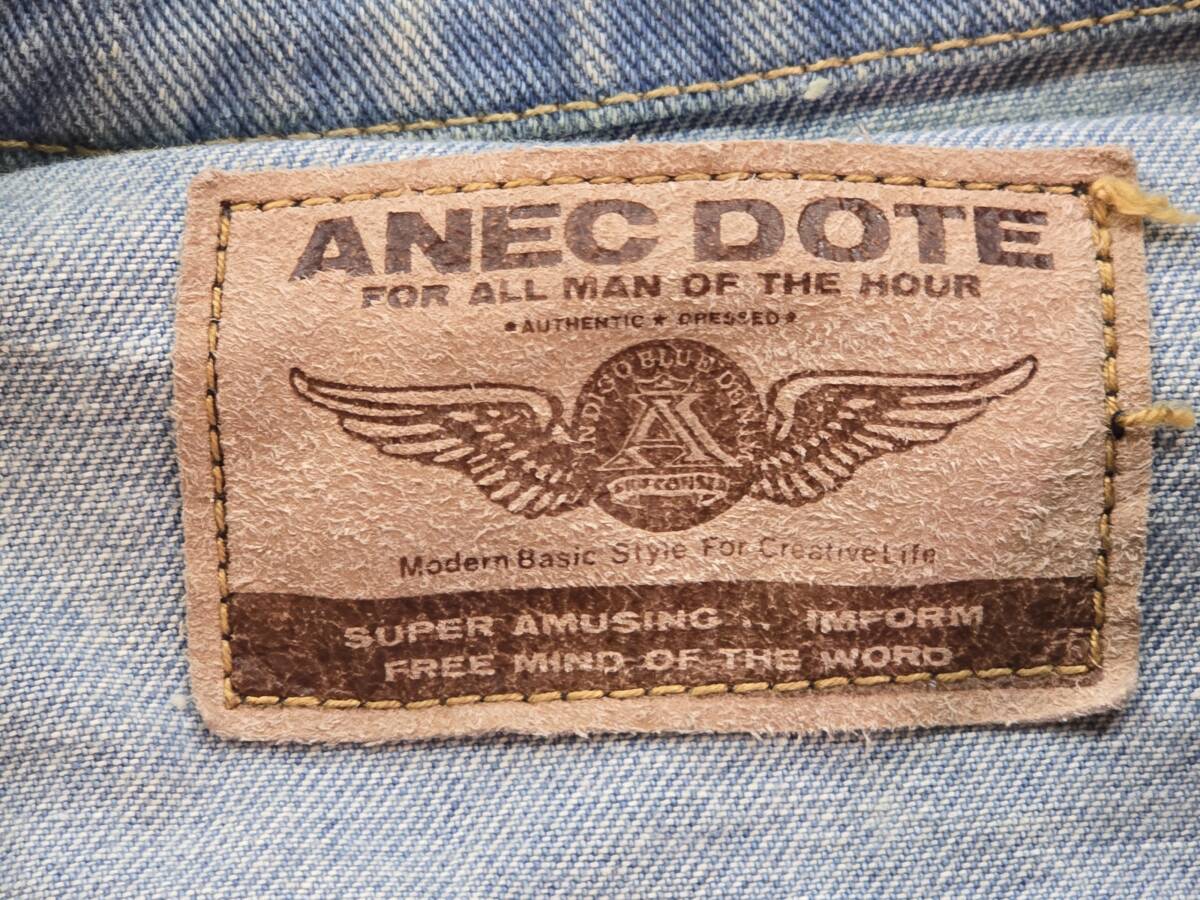 ANEC DOTE
FOR ALL MAN OF THE HOUR
★AUTHENTIC ★ DRESSED★
INDIGO BLUE DENIM
A
Modern Basic Style For Creative Life
SUPER AMUSING .. IMFORM
FREE MIND OF THE WORD